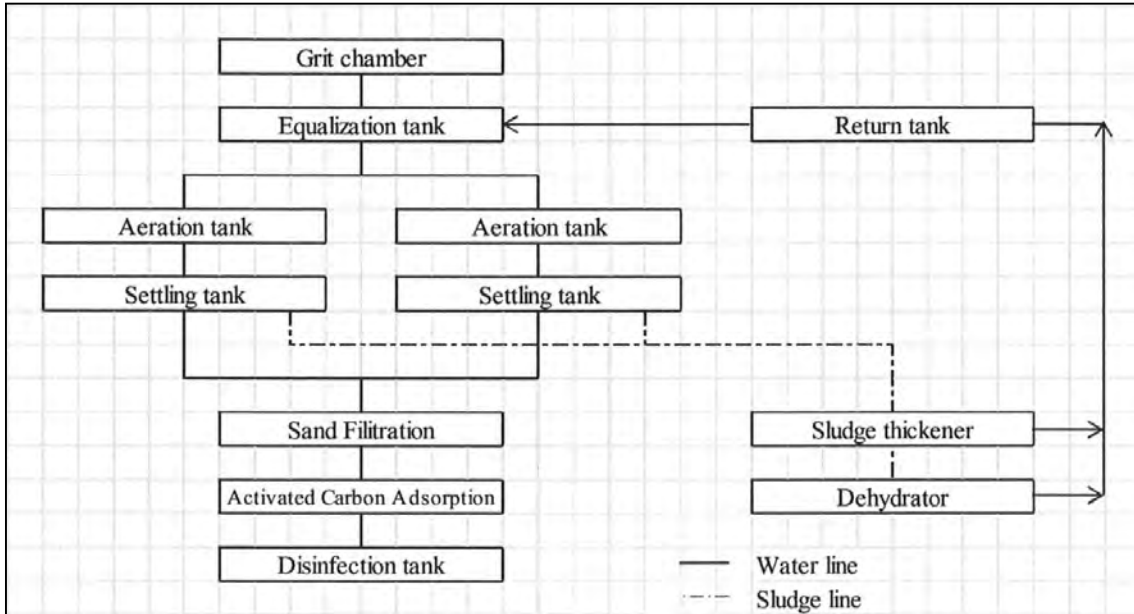 Grit chamber
Equalization tank
Return tank
Aeration tank
Aeration tank
Settling tank
Settling tank
Sand Filitration
Sludge thickener
Activated Carbon Adsorption
Dehydrator
Disinfection tank
Water line
Sludge line